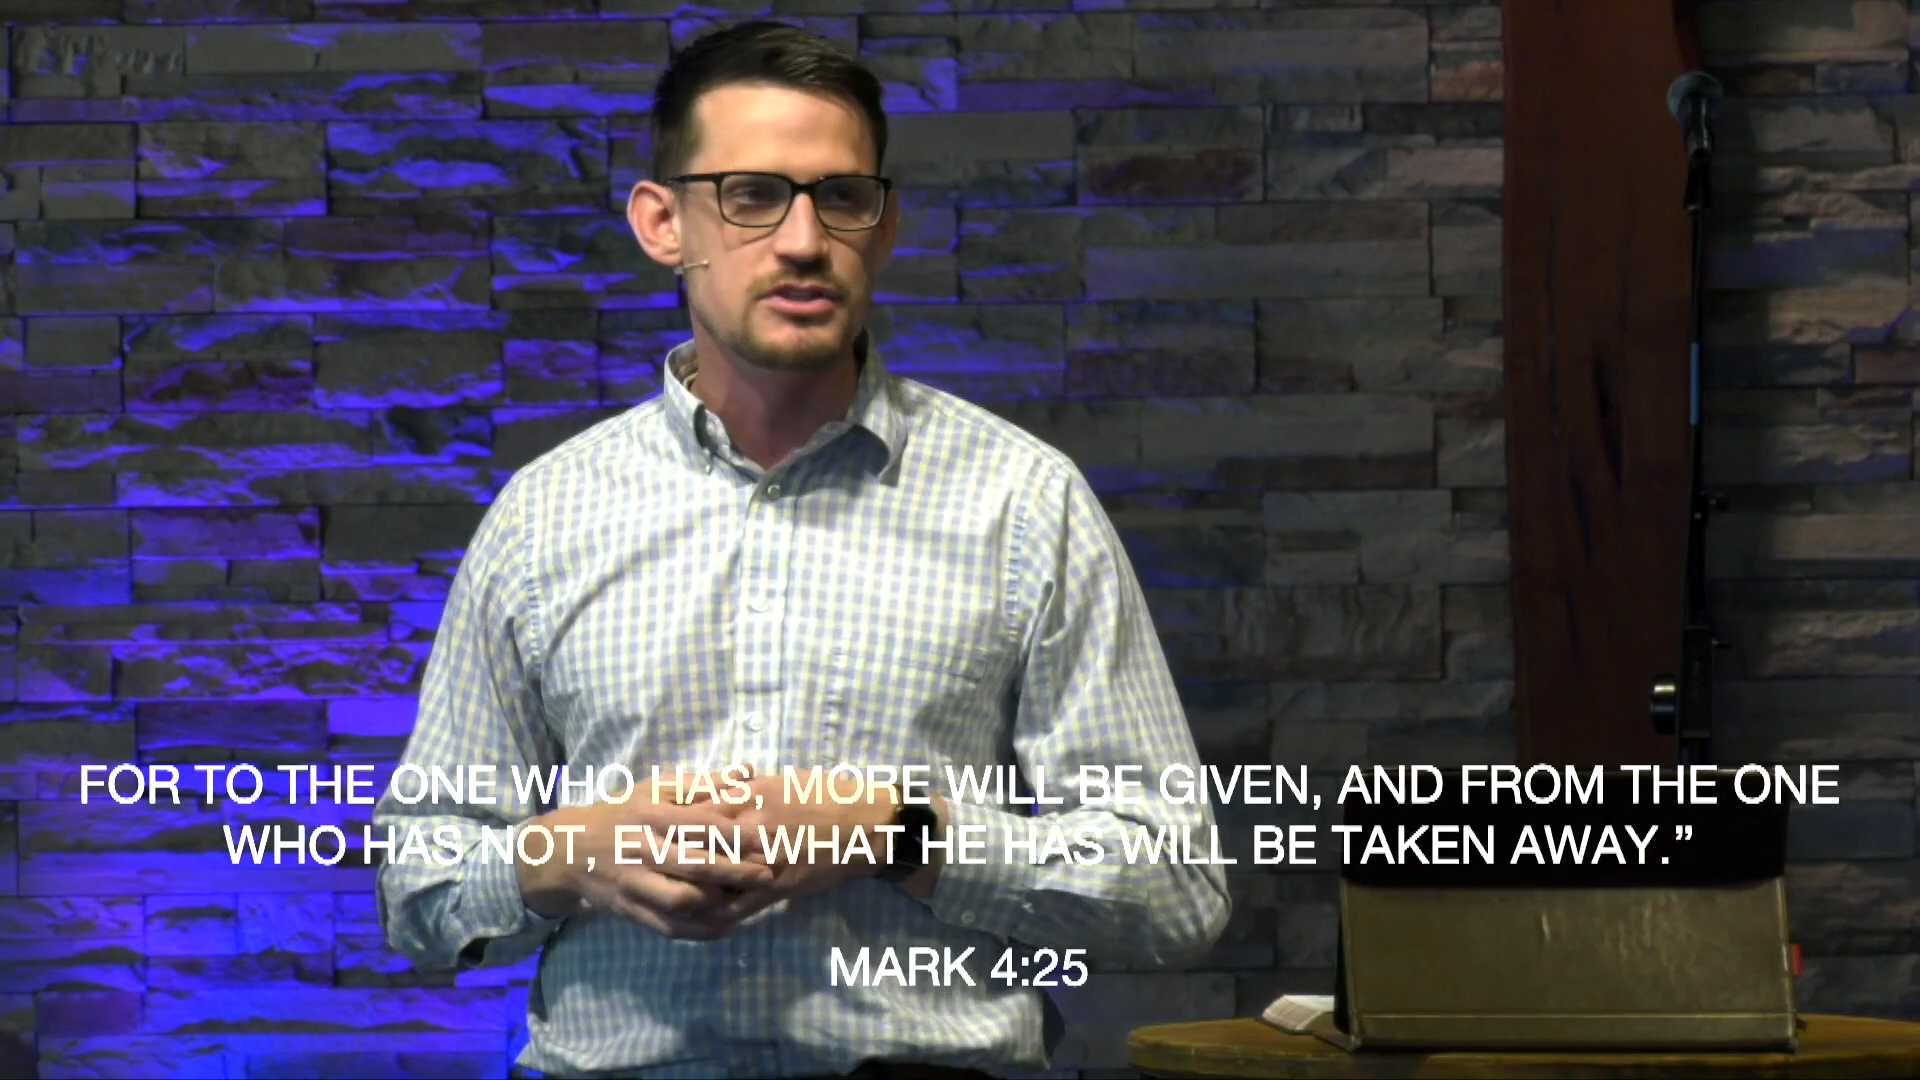 FOR TO THE ONE WHO HAS, MORE WILL BE GIVEN, AND FROM THE ONE
WHO HAS NOT, EVEN WHAT HE HAS WILL BE TAKEN AWAY.”
MARK 4:25